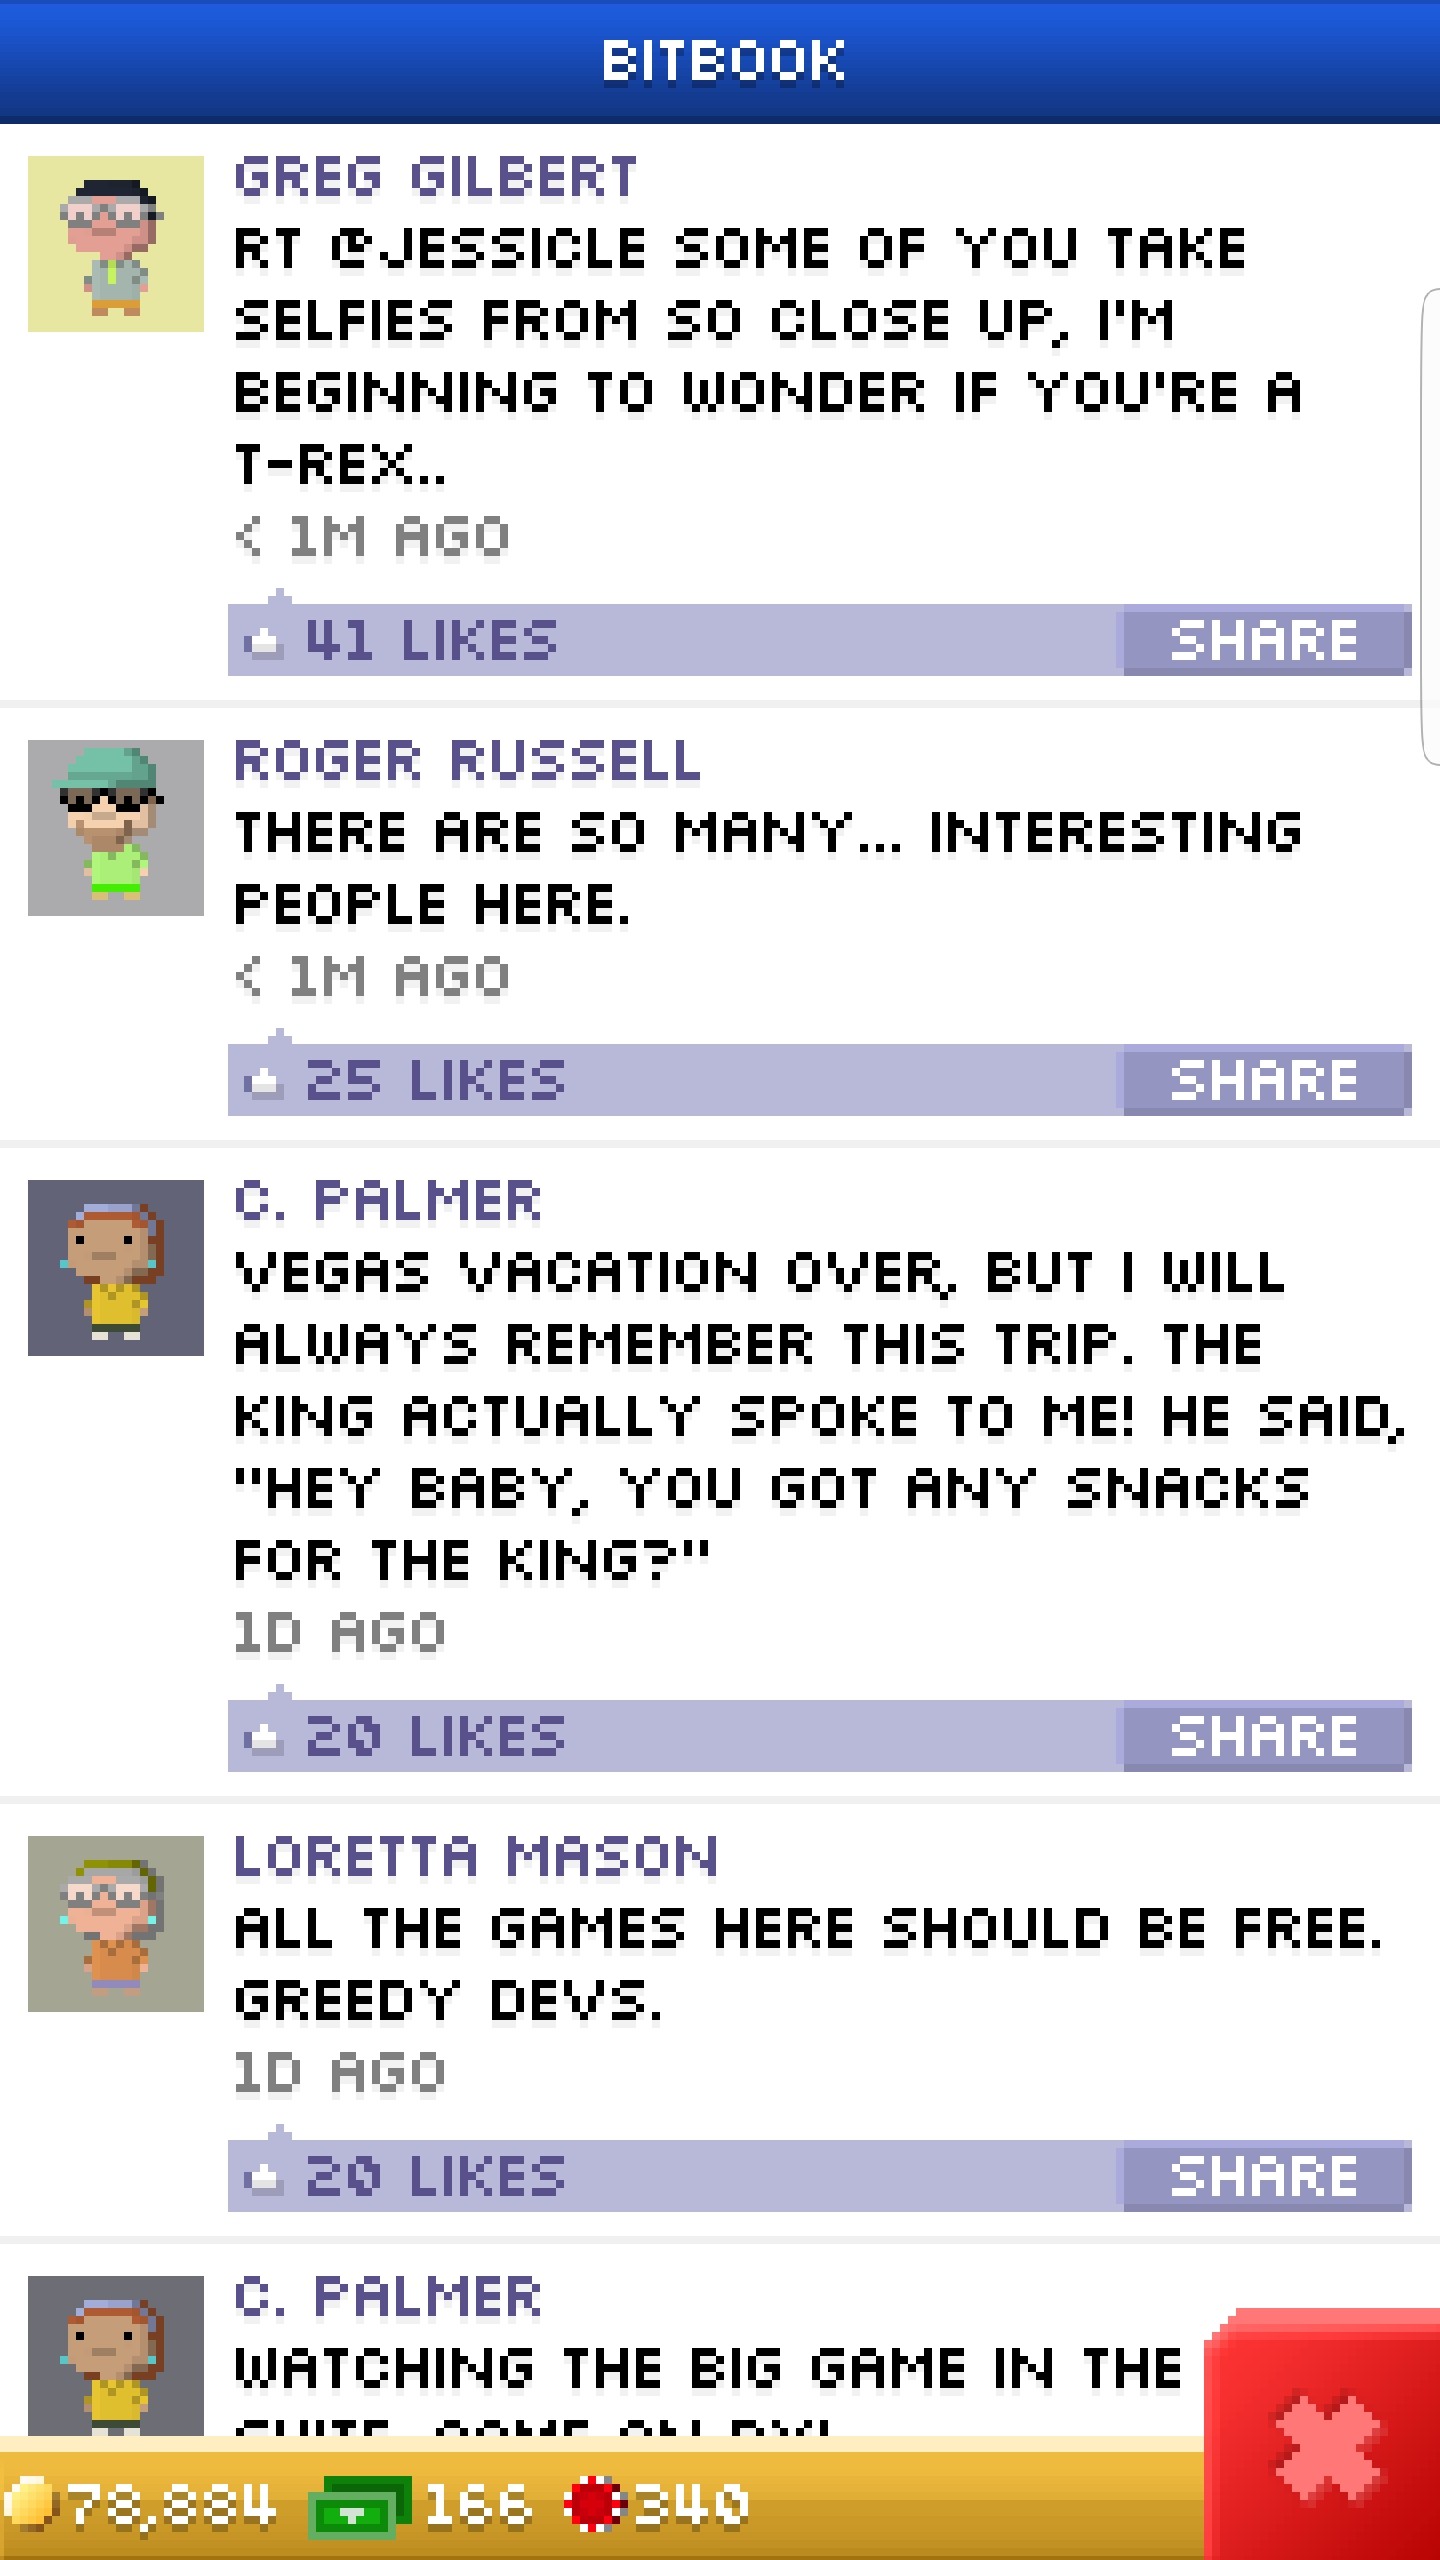 BITBOOK
GREG GILBERT
RT @JESSICLE SOME OF YOU TAKE
SELFIES FROM SO CLOSE UP, I'M
BEGINNING TO WONDER IF YOU'RE A
T-REX..
< 1M AGO
41 LIKES
SHARE
ROGER RUSSELL
THERE ARE SO MANY... INTERESTING
PEOPLE HERE.
< 1M AGO
25 LIKES
SHARE
C. PALMER
VEGAS VACATION OVER, BUT I WILL
ALWAYS REMEMBER THIS TRIP. THE
KING ACTUALLY SPOKE TO ME! HE SAID,
"HEY BABY, YOU GOT ANY SNACKS
FOR THE KING?"
1D AGO
20 LIKES
SHARE
LORETTA MASON
ALL THE GAMES HERE SHOULD BE FREE.
GREEDY DEVS.
1D AGO
20 LIKES
SHARE
C. PALMER
WATCHING THE BIG GAME IN THE
78,884 166 340